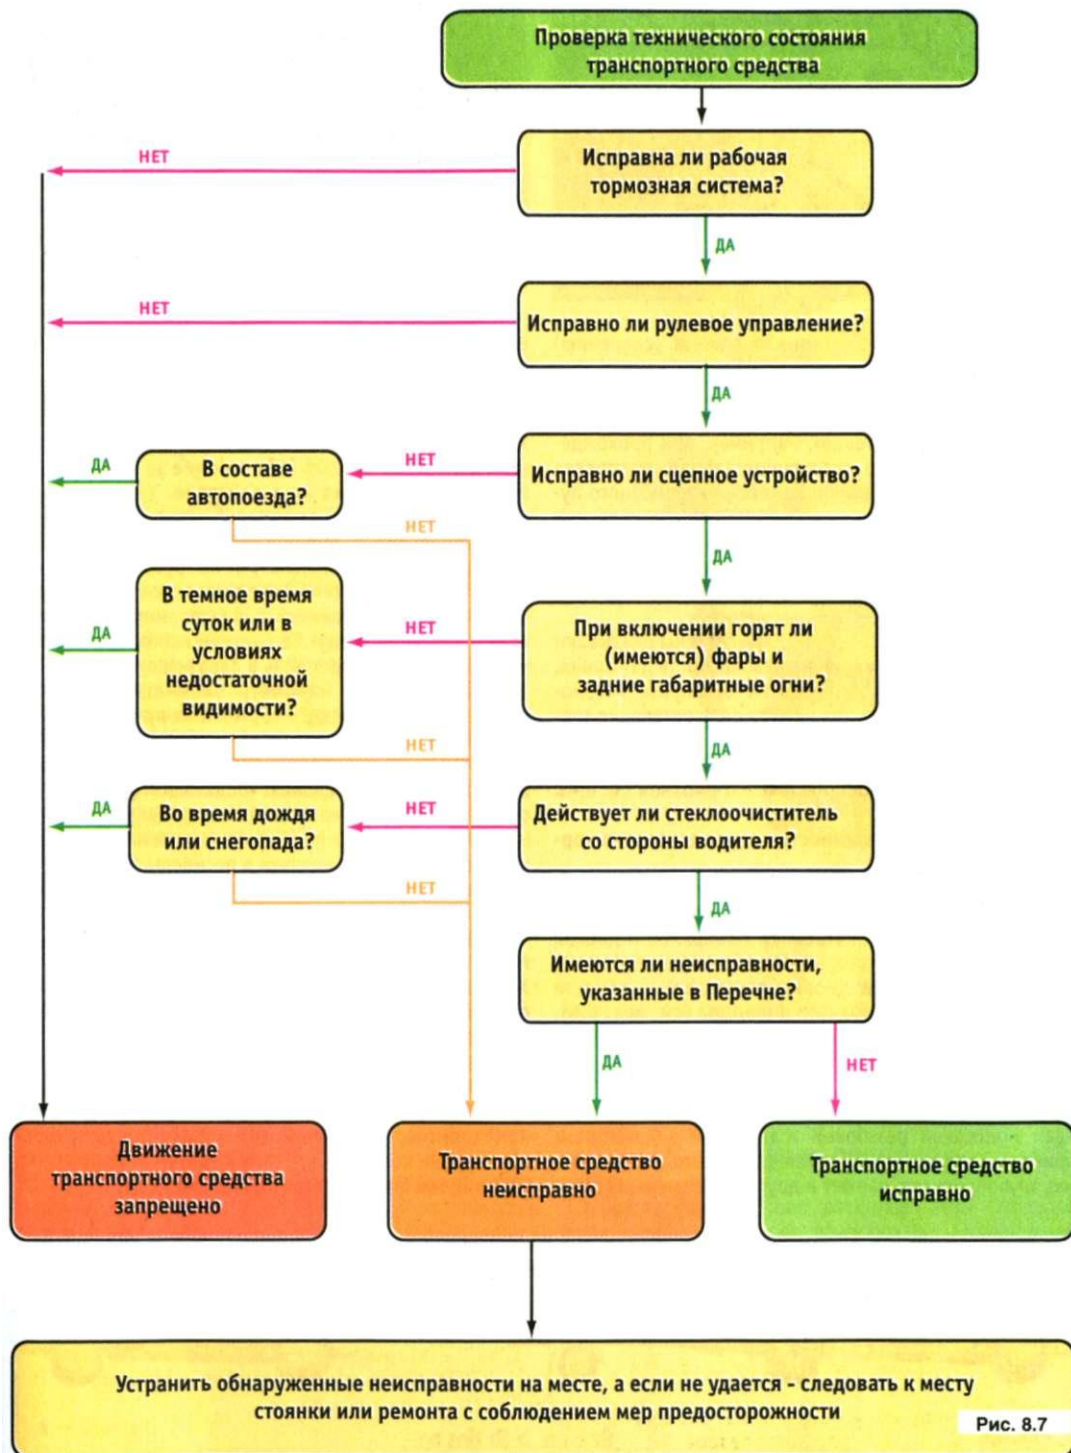 Проверка технического состояния
транспортного средства
Исправна ли рабочая
тормозная система?
НЕТ
ДА
Исправно ли рулевое управление?
НЕТ
ДА
Исправно ли сцепное устройство?
НЕТ
В составе
автопоезда?
ДА
НЕТ
ДА
При включении горят ли
(имеются) фары и
задние габаритные огни?
НЕТ
В темное время
суток или в
условиях
недостаточной
видимости?
ДА
НЕТ
ДА
Действует ли стеклоочиститель
со стороны водителя?
НЕТ
Во время дождя
или снегопада?
ДА
НЕТ
ДА
Имеются ли неисправности,
указанные в Перечне?
ДА
НЕТ
Движение
транспортного средства
запрещено
Транспортное средство
неисправно
Транспортное средство
исправно
Устранить обнаруженные неисправности на месте, а если не удается - следовать к месту
стоянки или ремонта с соблюдением мер предосторожности
Рис. 8.7